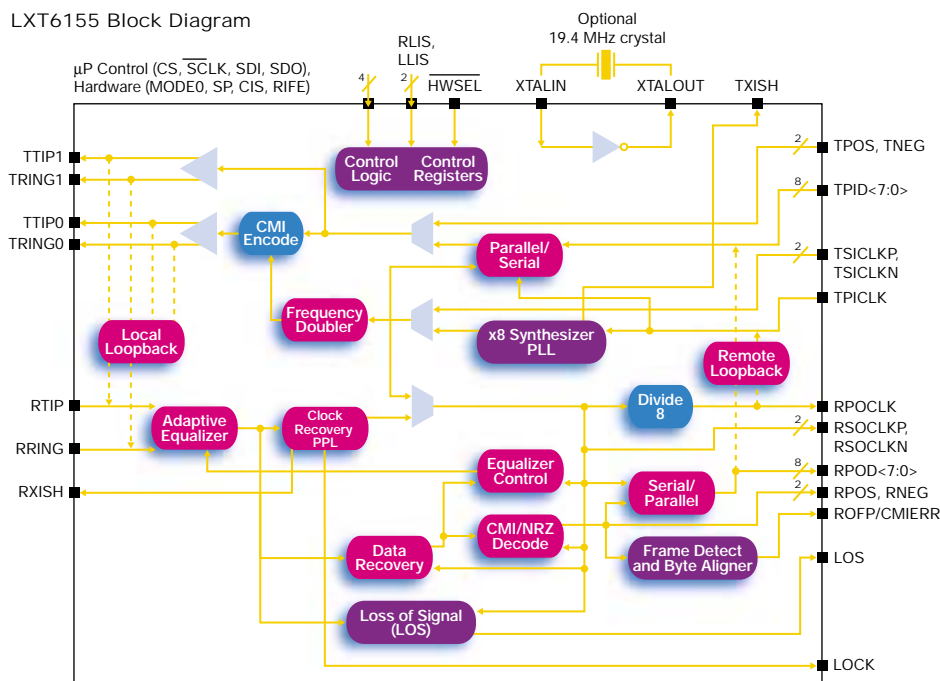 LXT6155 Block Diagram
Optional
19.4 MHz crystal
RLIS,
LLIS
µP Control (CS, SCLK, SDI, SDO),
Hardware (MODE0, SP, CIS, RIFE)
4
2
HWSEL
XTALIN
XTALOUT
TXISH
TTIP1
TRING1
TTIP0
TRING0
Control
Logic
Control
Registers
2
TPOS, TNEG
8
TPID<7:0>
CMI
Encode
Parallel/
Serial
2
TSICLKP,
TSICLKN
TPICLK
Frequency
Doubler
x8 Synthesizer
PLL
Local
Loopback
Remote
Loopback
RTIP
RRING
RXISH
Adaptive
Equalizer
Clock
Recovery
PPL
Divide
8
RPOCLK
2
RSOCLKP,
RSOCLKN
Equalizer
Control
Serial/
Parallel
8
RPOD<7:0>
2
RPOS, RNEG
ROFP/CMIERR
CMI/NRZ
Decode
Data
Recovery
Frame Detect
and Byte Aligner
LOS
Loss of Signal
(LOS)
LOCK